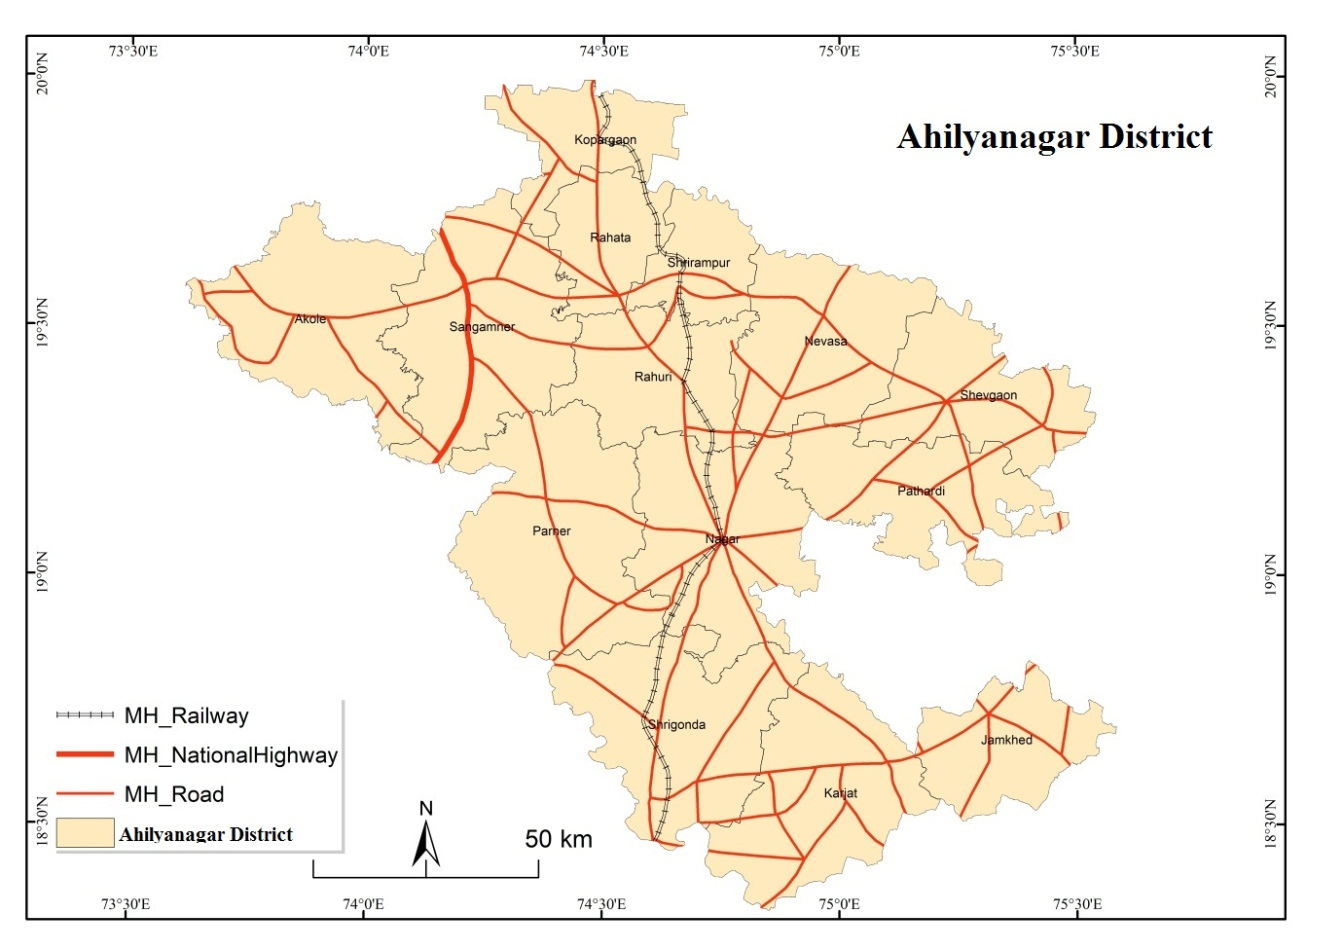 73°30'E 74°0'E 74°30'E 75°0'E 75°30'E
20°0'N
20°0'N
Ahilyanagar District
Kopargaon
Rahata
Shrirampur
Akole
Sangamner
19°30'N
19°30'N
Nevasa
Rahuri
Shevgaon
Pathardi
Parner
Nagar
19°0'N
19°0'N
Shrigonda
Jamkhed
Karjat
MH_Railway
MH_NationalHighway
MH_Road
Ahilyanagar District
N
50 km
18°30'N
18°30'N
73°30'E 74°0'E 74°30'E 75°0'E 75°30'E